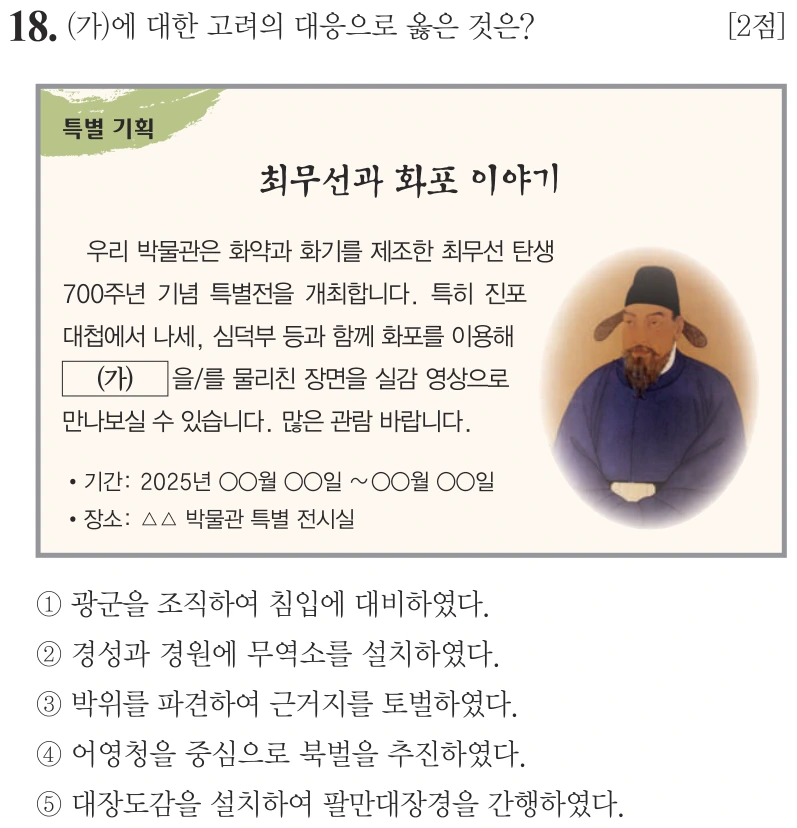 18. (가)에 대한 고려의 대응으로 옳은 것은? [2점]
특별 기획
최무선과 화포 이야기
우리 박물관은 화약과 화기를 제조한 최무선 탄생
700주년 기념 특별전을 개최합니다. 특히 진포
대첩에서 나세, 심덕부 등과 함께 화포를 이용해
(가) 을/를 물리친 장면을 실감 영상으로
만나보실 수 있습니다. 많은 관람 바랍니다.
• 기간: 2025년 ○○월 ○○일 ~ ○○월 ○○일
• 장소: △△ 박물관 특별 전시실
① 광군을 조직하여 침입에 대비하였다.
② 경성과 경원에 무역소를 설치하였다.
③ 박위를 파견하여 근거지를 토벌하였다.
④ 어영청을 중심으로 북벌을 추진하였다.
⑤ 대장도감을 설치하여 팔만대장경을 간행하였다.